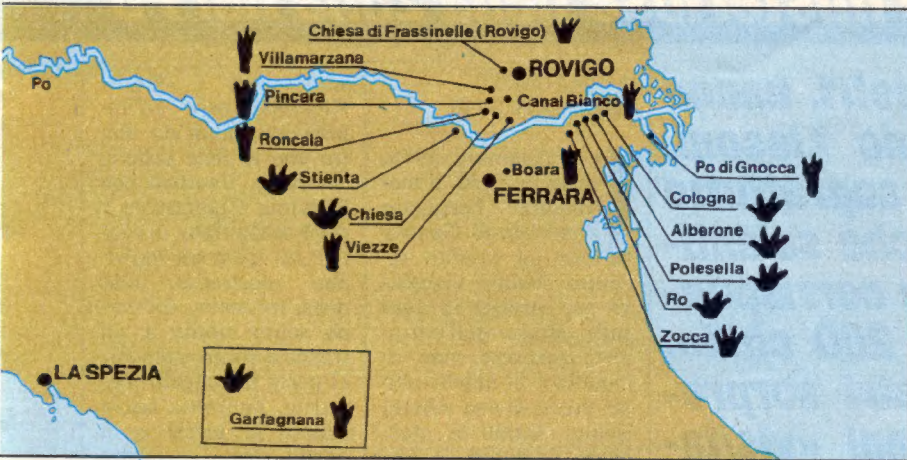 Chiesa di Frassinelle (Rovigo)
Villamarzana
ROVIGO
Po
Pincara
Canal Bianco
Roncala
Boara
Po di Gnocca
Stienta
FERRARA
Cologna
Chiesa
Alberone
Viezze
Polesella
Ro
Zocca
LA SPEZIA
Garfagnana